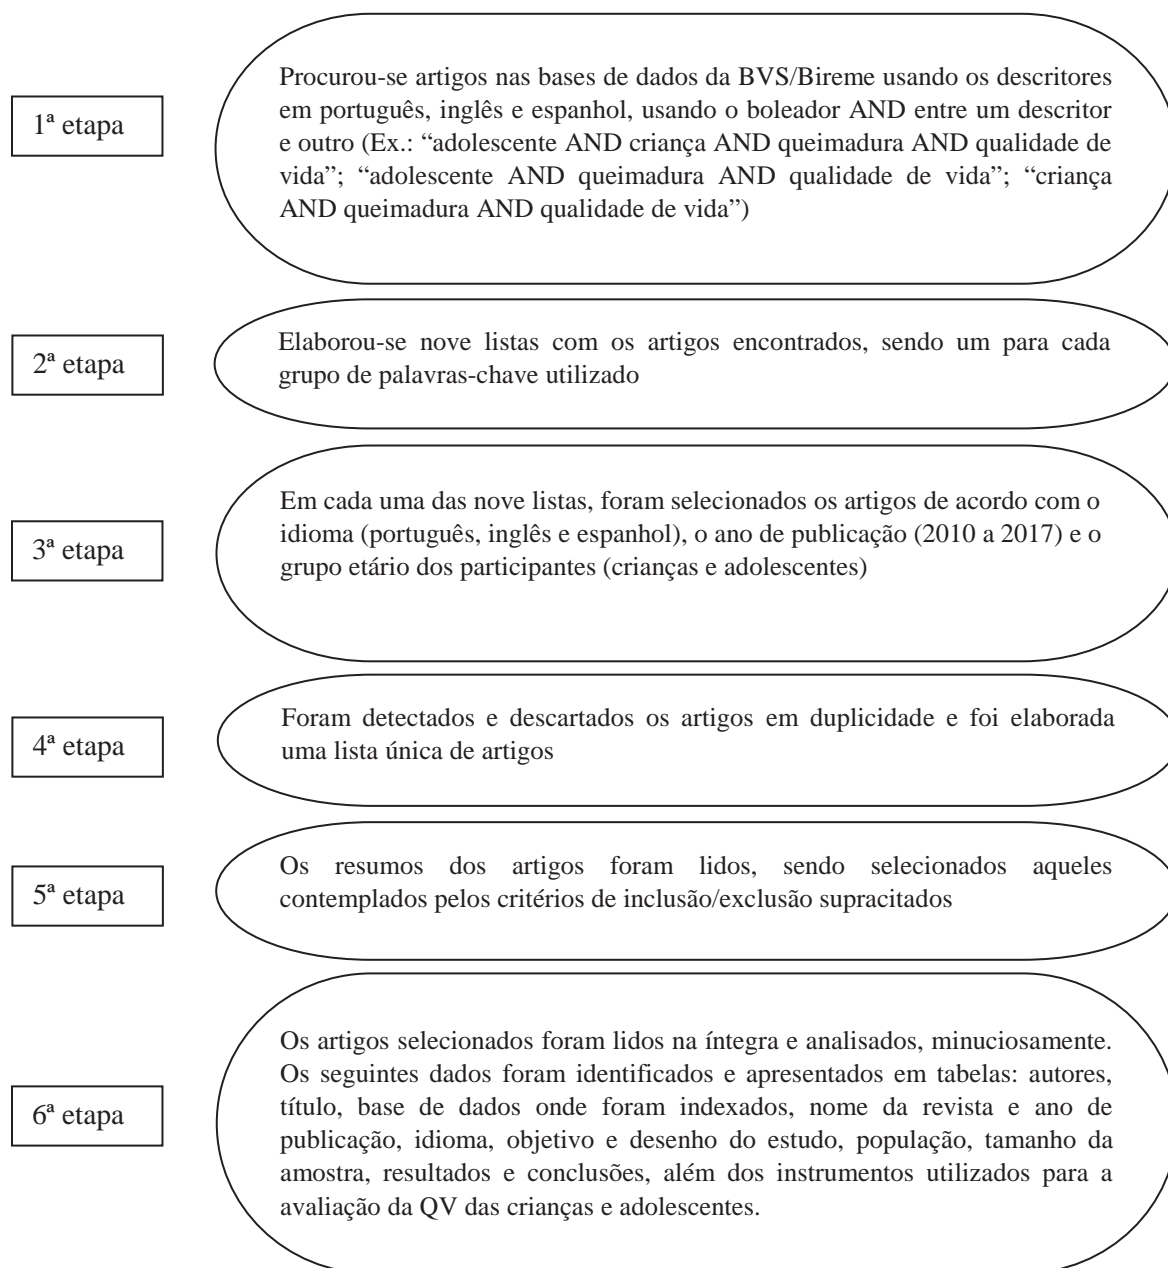 1ª etapa
Procurou-se artigos nas bases de dados da BVS/Bireme usando os descritores
em português, inglês e espanhol, usando o boleador AND entre um descritor
e outro (Ex.: “adolescente AND criança AND queimadura AND qualidade de
vida”; “adolescente AND queimadura AND qualidade de vida”; “criança
AND queimadura AND qualidade de vida”)
2ª etapa
Elaborou-se nove listas com os artigos encontrados, sendo um para cada
grupo de palavras-chave utilizado
3ª etapa
Em cada uma das nove listas, foram selecionados os artigos de acordo com o
idioma (português, inglês e espanhol), o ano de publicação (2010 a 2017) e o
grupo etário dos participantes (crianças e adolescentes)
4ª etapa
Foram detectados e descartados os artigos em duplicidade e foi elaborada
uma lista única de artigos
5ª etapa
Os resumos dos artigos foram lidos, sendo selecionados aqueles
contemplados pelos critérios de inclusão/exclusão supracitados
6ª etapa
Os artigos selecionados foram lidos na íntegra e analisados, minuciosamente.
Os seguintes dados foram identificados e apresentados em tabelas: autores,
título, base de dados onde foram indexados, nome da revista e ano de
publicação, idioma, objetivo e desenho do estudo, população, tamanho da
amostra, resultados e conclusões, além dos instrumentos utilizados para a
avaliação da QV das crianças e adolescentes.